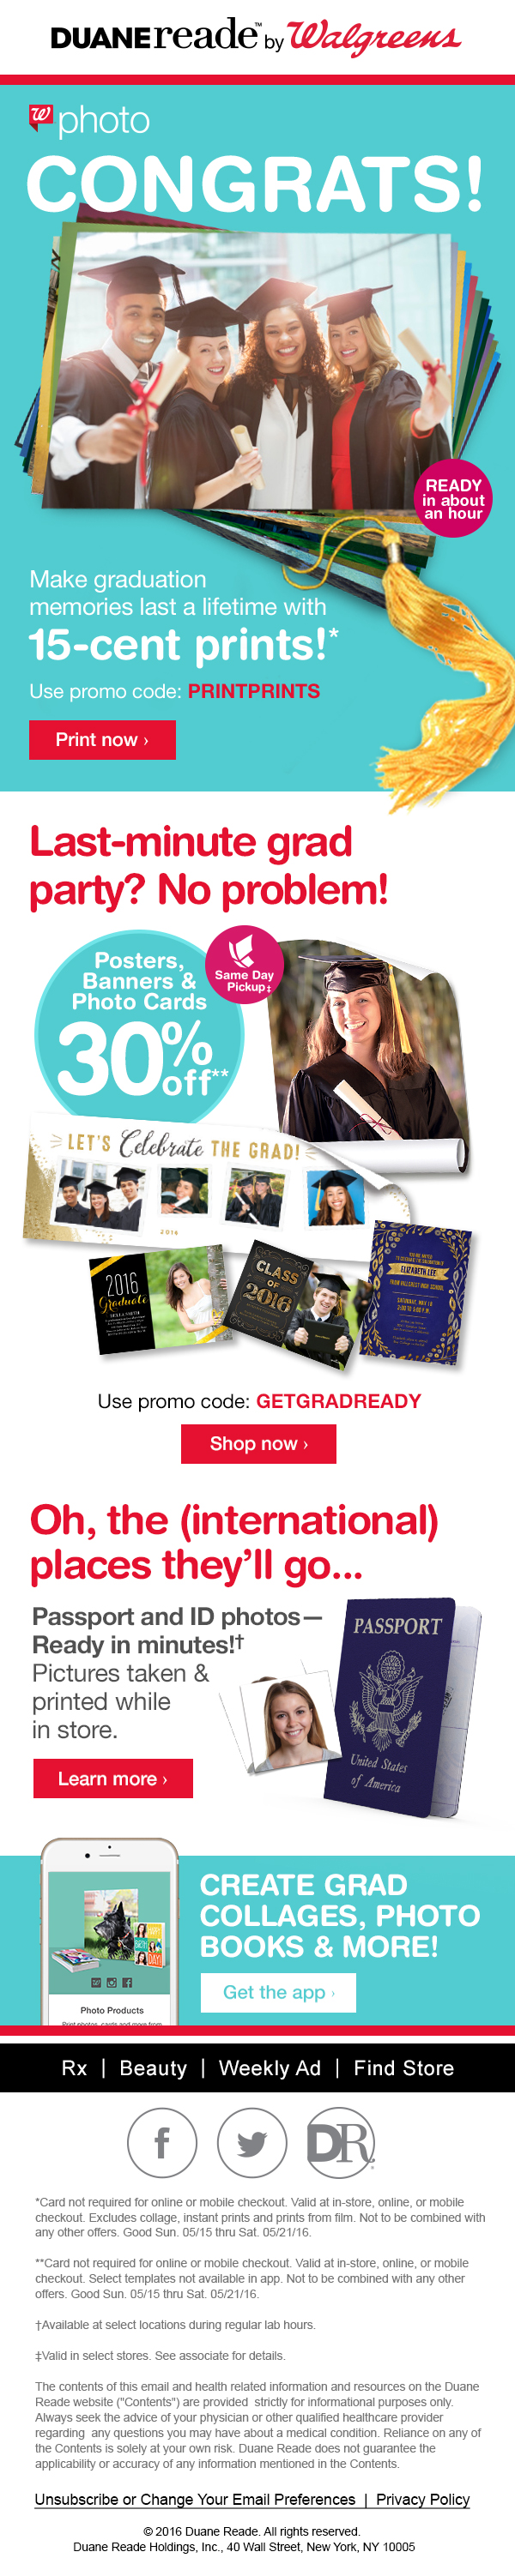 DUANEreade™ by Walgreens
W photo
CONGRATS!
READY
in about
an hour
Make graduation
memories last a lifetime with
15-cent prints!*
Use promo code: PRINTPRINTS
Print now ›
Last-minute grad
party? No problem!
Posters,
Banners &
Photo Cards
30% off**
Same Day
Pickup‡
LET'S Celebrate THE GRAD!
2016
2016
Graduate
CLASS
OF
2016
ELIZABETH LEE
Use promo code: GETGRADREADY
Shop now ›
Oh, the (international)
places they'll go...
Passport and ID photos—
Ready in minutes!†
Pictures taken &
printed while
in store.
PASSPORT
United States
of America
Learn more ›
CREATE GRAD
COLLAGES, PHOTO
BOOKS & MORE!
Get the app ›
Photo Products
Print photos, cards and more from
Rx | Beauty | Weekly Ad | Find Store
f
DR
*Card not required for online or mobile checkout. Valid at in-store, online, or mobile
checkout. Excludes collage, instant prints and prints from film. Not to be combined with
any other offers. Good Sun. 05/15 thru Sat. 05/21/16.
**Card not required for online or mobile checkout. Valid at in-store, online, or mobile
checkout. Select templates not available in app. Not to be combined with any other
offers. Good Sun. 05/15 thru Sat. 05/21/16.
†Available at select locations during regular lab hours.
‡Valid in select stores. See associate for details.
The contents of this email and health related information and resources on the Duane
Reade website ("Contents") are provided strictly for informational purposes only.
Always seek the advice of your physician or other qualified healthcare provider
regarding any questions you may have about a medical condition. Reliance on any of
the Contents is solely at your own risk. Duane Reade does not guarantee the
applicability or accuracy of any information mentioned in the Contents.
Unsubscribe or Change Your Email Preferences | Privacy Policy
© 2016 Duane Reade. All rights reserved.
Duane Reade Holdings, Inc., 40 Wall Street, New York, NY 10005